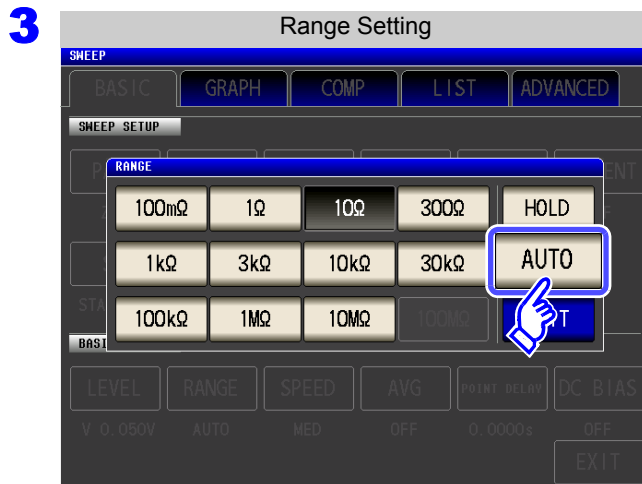 3
Range Setting
SWEEP
BASIC GRAPH COMP LIST ADVANCED
SWEEP SETUP
RANGE
100mΩ 1Ω 10Ω 300Ω HOLD
1kΩ 3kΩ 10kΩ 30kΩ AUTO
100kΩ 1MΩ 10MΩ 100MΩ
LEVEL RANGE SPEED AVG POINT DELAY DC BIAS
V 0.050V AUTO MED OFF 0.0000s OFF
EXIT